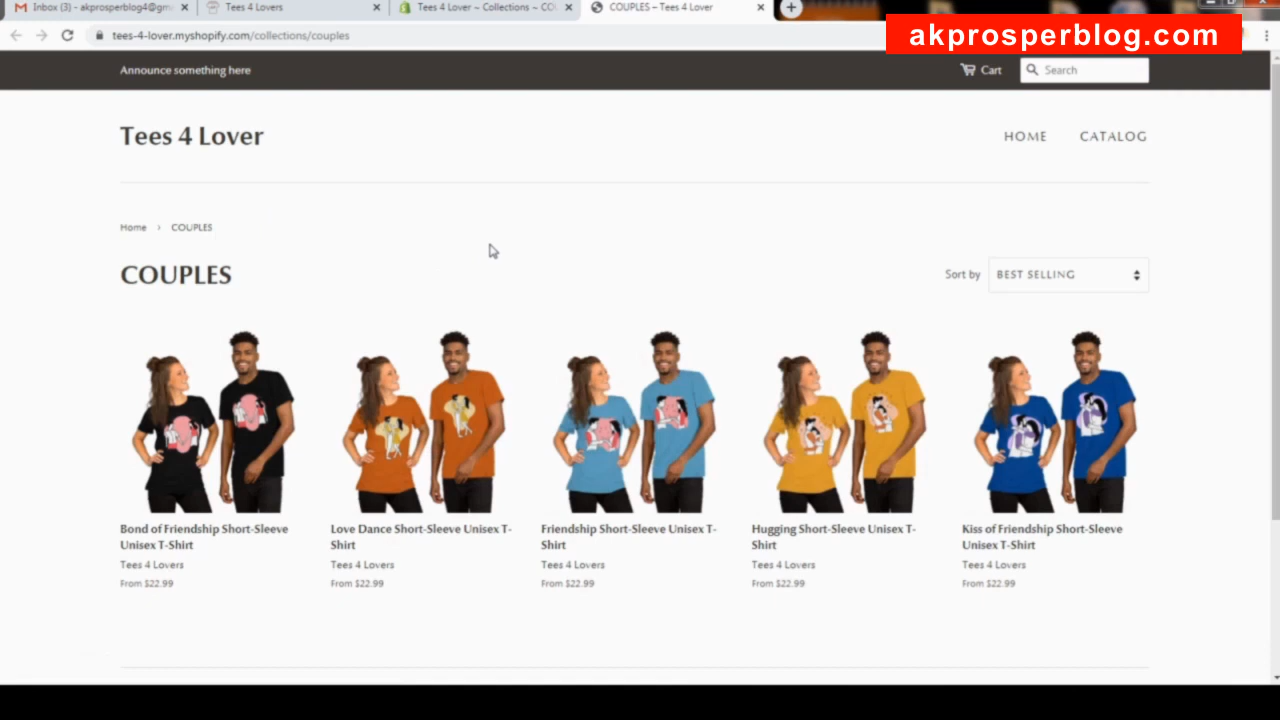 Inbox (3) - akprosperblog4@gm
Tees 4 Lovers
Tees 4 Lover ~ Collections ~ CO
COUPLES – Tees 4 Lover
akprosperblog.com
tees-4-lover.myshopify.com/collections/couples
Announce something here
Cart
Search
Tees 4 Lover
HOME
CATALOG
Home › COUPLES
COUPLES
Sort by
BEST SELLING
Bond of Friendship Short-Sleeve
Unisex T-Shirt
Tees 4 Lovers
From $22.99
Love Dance Short-Sleeve Unisex T-
Shirt
Tees 4 Lovers
From $22.99
Friendship Short-Sleeve Unisex T-
Shirt
Tees 4 Lovers
From $22.99
Hugging Short-Sleeve Unisex T-
Shirt
Tees 4 Lovers
From $22.99
Kiss of Friendship Short-Sleeve
Unisex T-Shirt
Tees 4 Lovers
From $22.99